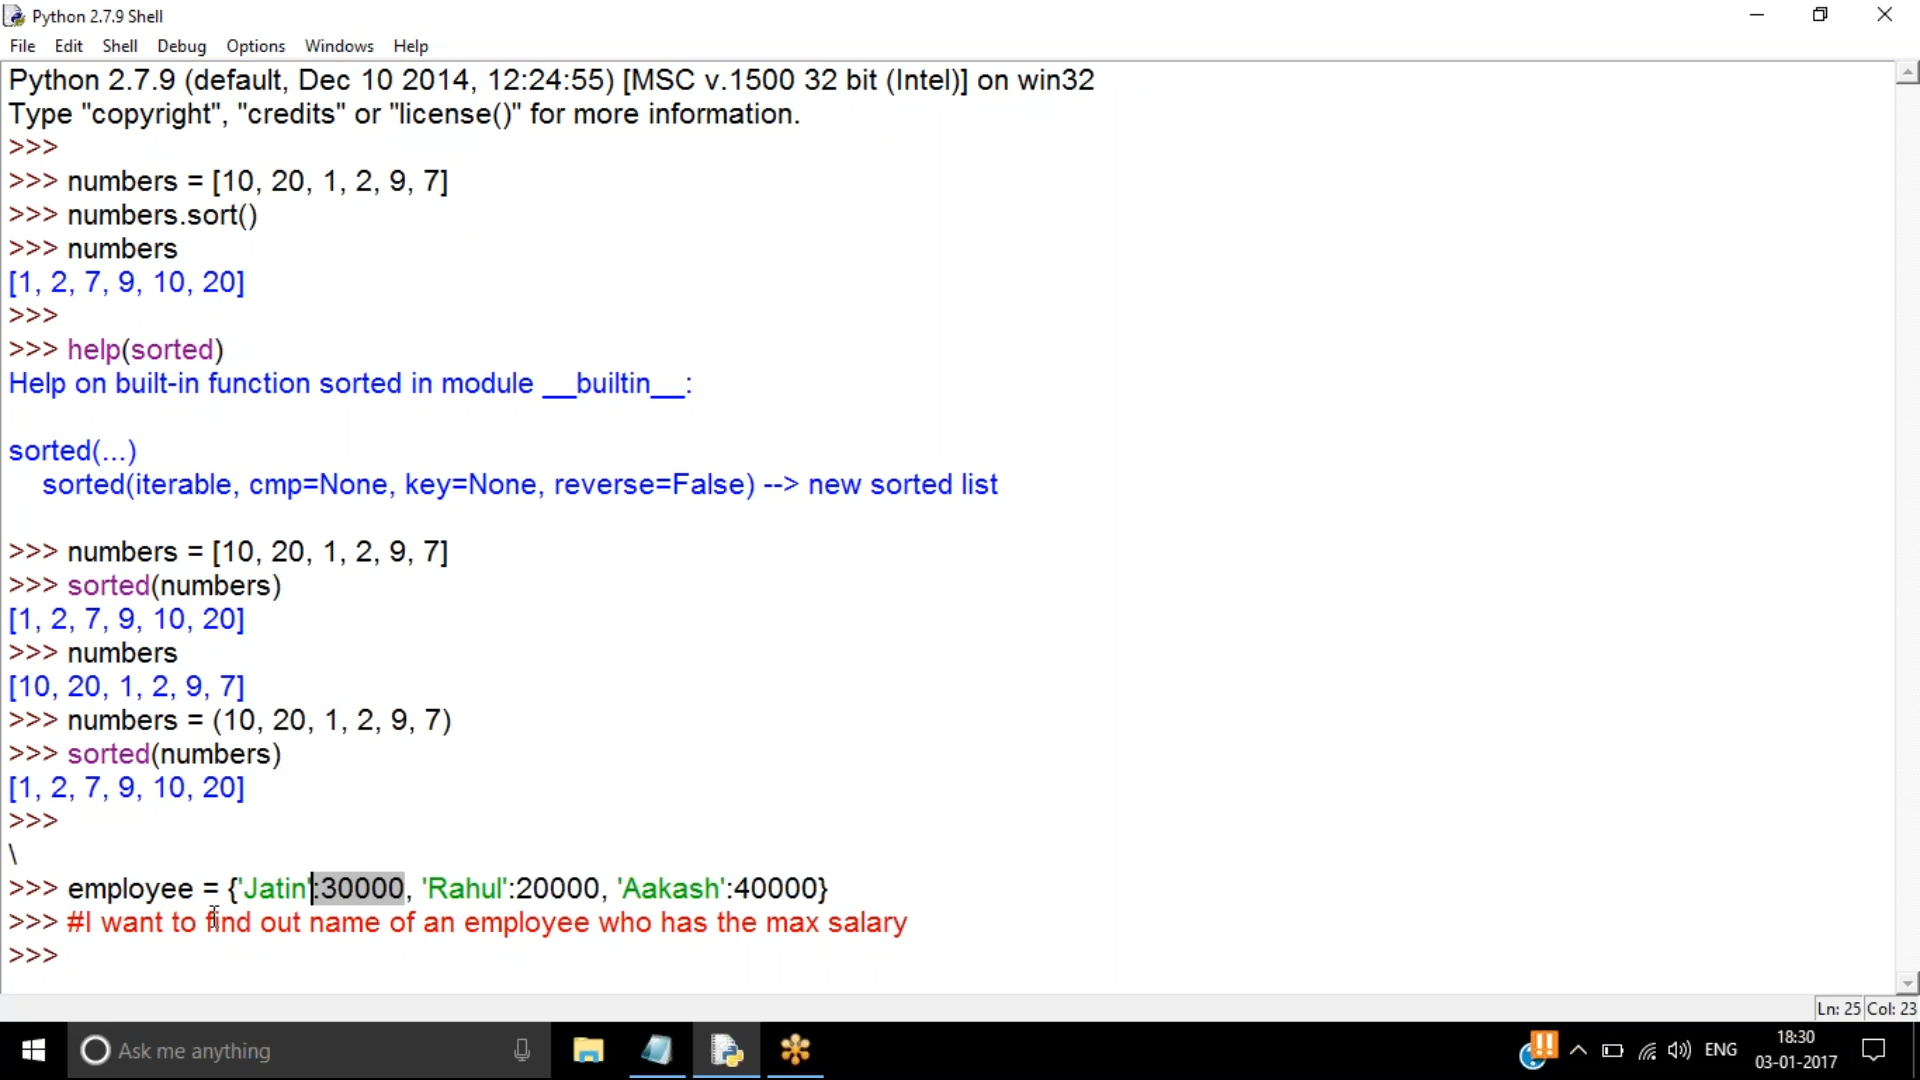 Python 2.7.9 Shell
File Edit Shell Debug Options Windows Help
Python 2.7.9 (default, Dec 10 2014, 12:24:55) [MSC v.1500 32 bit (Intel)] on win32
Type "copyright", "credits" or "license()" for more information.
>>>
>>> numbers = [10, 20, 1, 2, 9, 7]
>>> numbers.sort()
>>> numbers
[1, 2, 7, 9, 10, 20]
>>>
>>> help(sorted)
Help on built-in function sorted in module __builtin__:
sorted(...)
sorted(iterable, cmp=None, key=None, reverse=False) --> new sorted list
>>> numbers = [10, 20, 1, 2, 9, 7]
>>> sorted(numbers)
[1, 2, 7, 9, 10, 20]
>>> numbers
[10, 20, 1, 2, 9, 7]
>>> numbers = (10, 20, 1, 2, 9, 7)
>>> sorted(numbers)
[1, 2, 7, 9, 10, 20]
>>>
\
>>> employee = {'Jatin':30000, 'Rahul':20000, 'Aakash':40000}
>>> #I want to find out name of an employee who has the max salary
>>>
Ln: 25 Col: 23
Ask me anything
ENG
18:30
03-01-2017